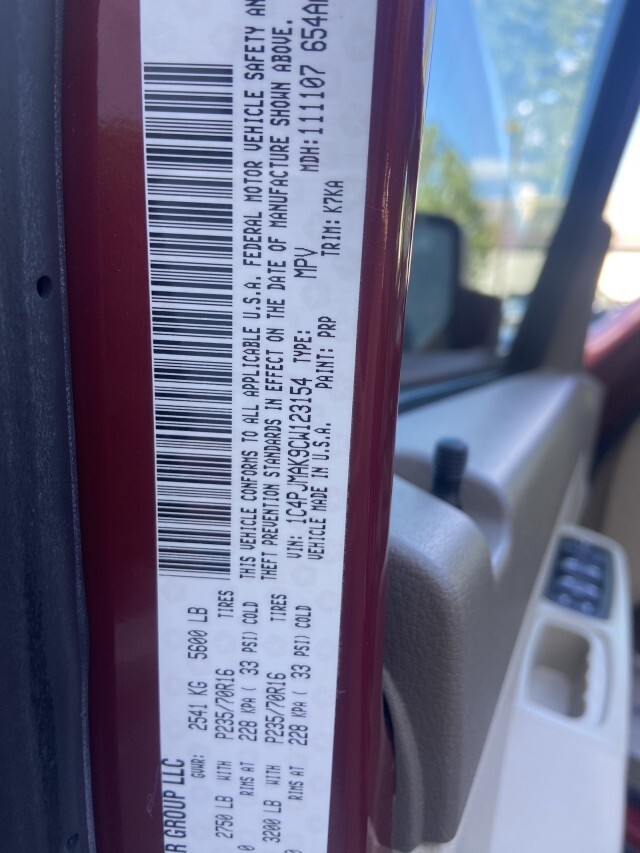 R GROUP LLC
GVWR: 2541 KG 5600 LB
2750 LB WITH P235/70R16 TIRES
RIMS AT 228 KPA ( 33 PSI) COLD
3200 LB WITH P235/70R16 TIRES
RIMS AT 228 KPA ( 33 PSI) COLD
THIS VEHICLE CONFORMS TO ALL APPLICABLE U.S.A. FEDERAL MOTOR VEHICLE SAFETY AN
THEFT PREVENTION STANDARDS IN EFFECT ON THE DATE OF MANUFACTURE SHOWN ABOVE.
VIN: 1C4PJMAK9CW123154 TYPE: MPV MDH: 111107 654A
VEHICLE MADE IN U.S.A. PAINT: PRP TRIM: K7KA